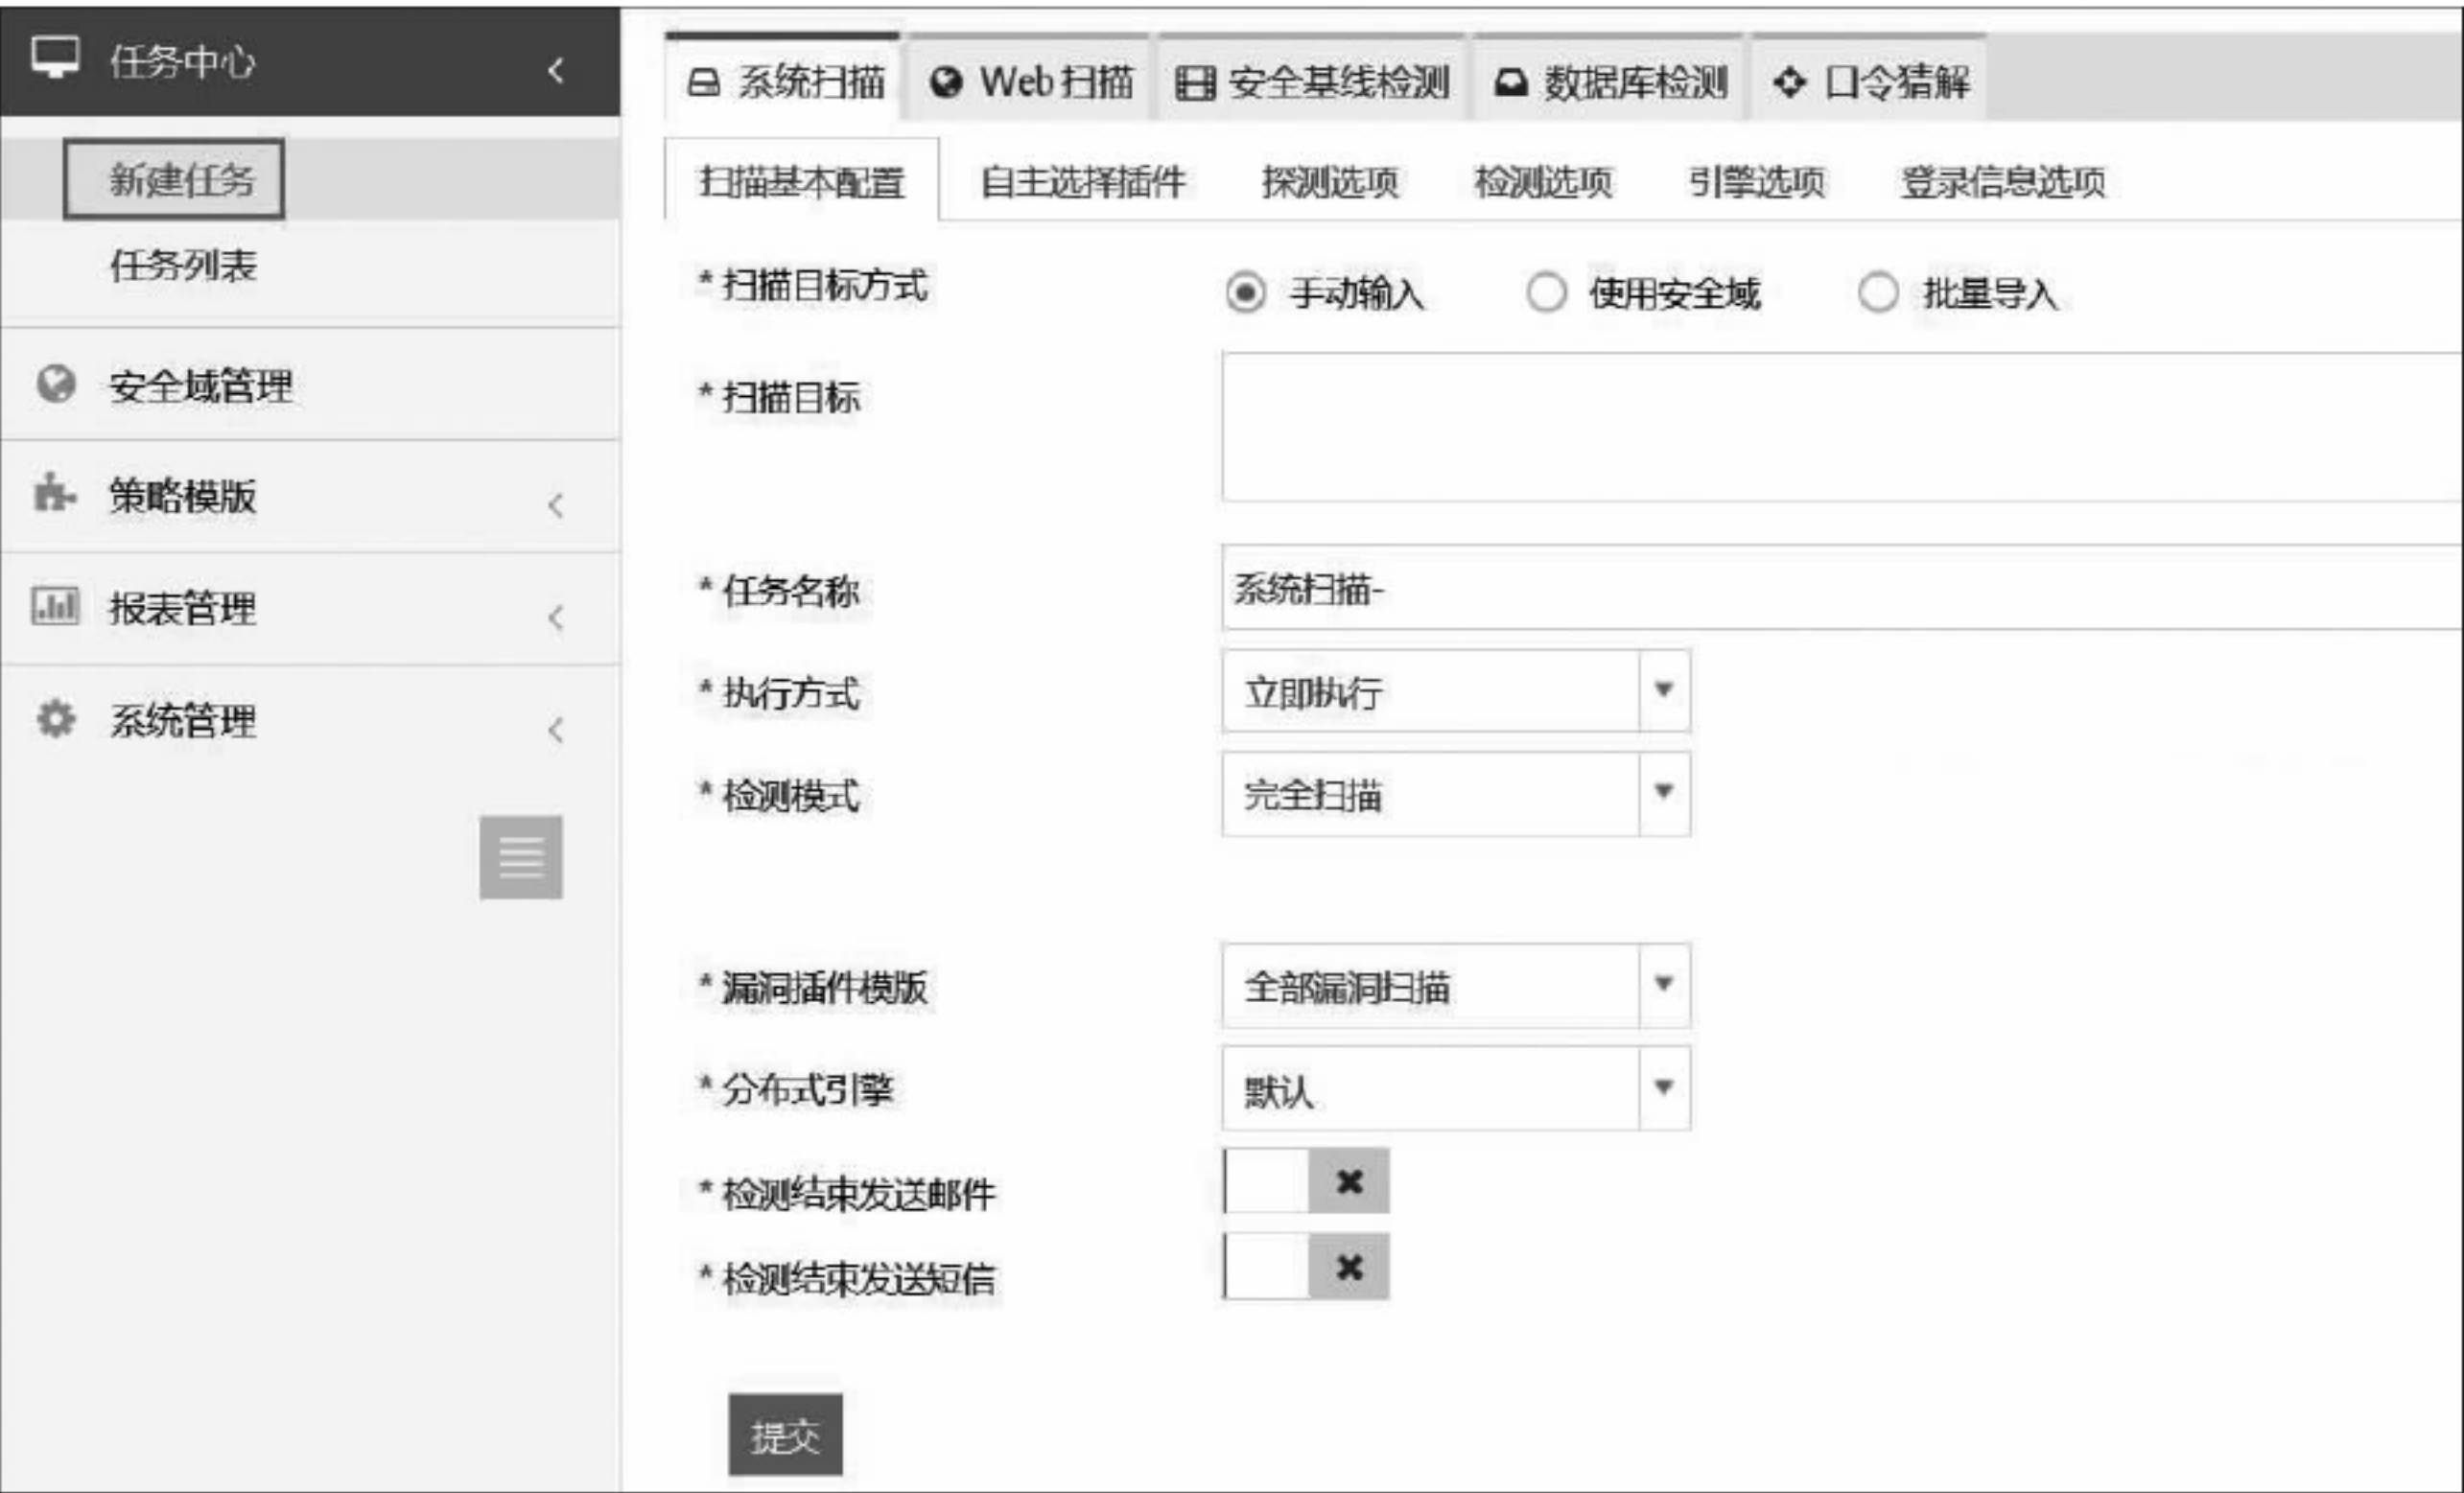 任务中心
新建任务
任务列表
安全域管理
策略模版
报表管理
系统管理
系统扫描 Web 扫描 安全基线检测 数据库检测 口令猜解
扫描基本配置 自主选择插件 探测选项 检测选项 引擎选项 登录信息选项
* 扫描目标方式 手动输入 使用安全域 批量导入
* 扫描目标
* 任务名称 系统扫描-
* 执行方式 立即执行
* 检测模式 完全扫描
* 漏洞插件模版 全部漏洞扫描
* 分布式引擎 默认
* 检测结束发送邮件
* 检测结束发送短信
提交